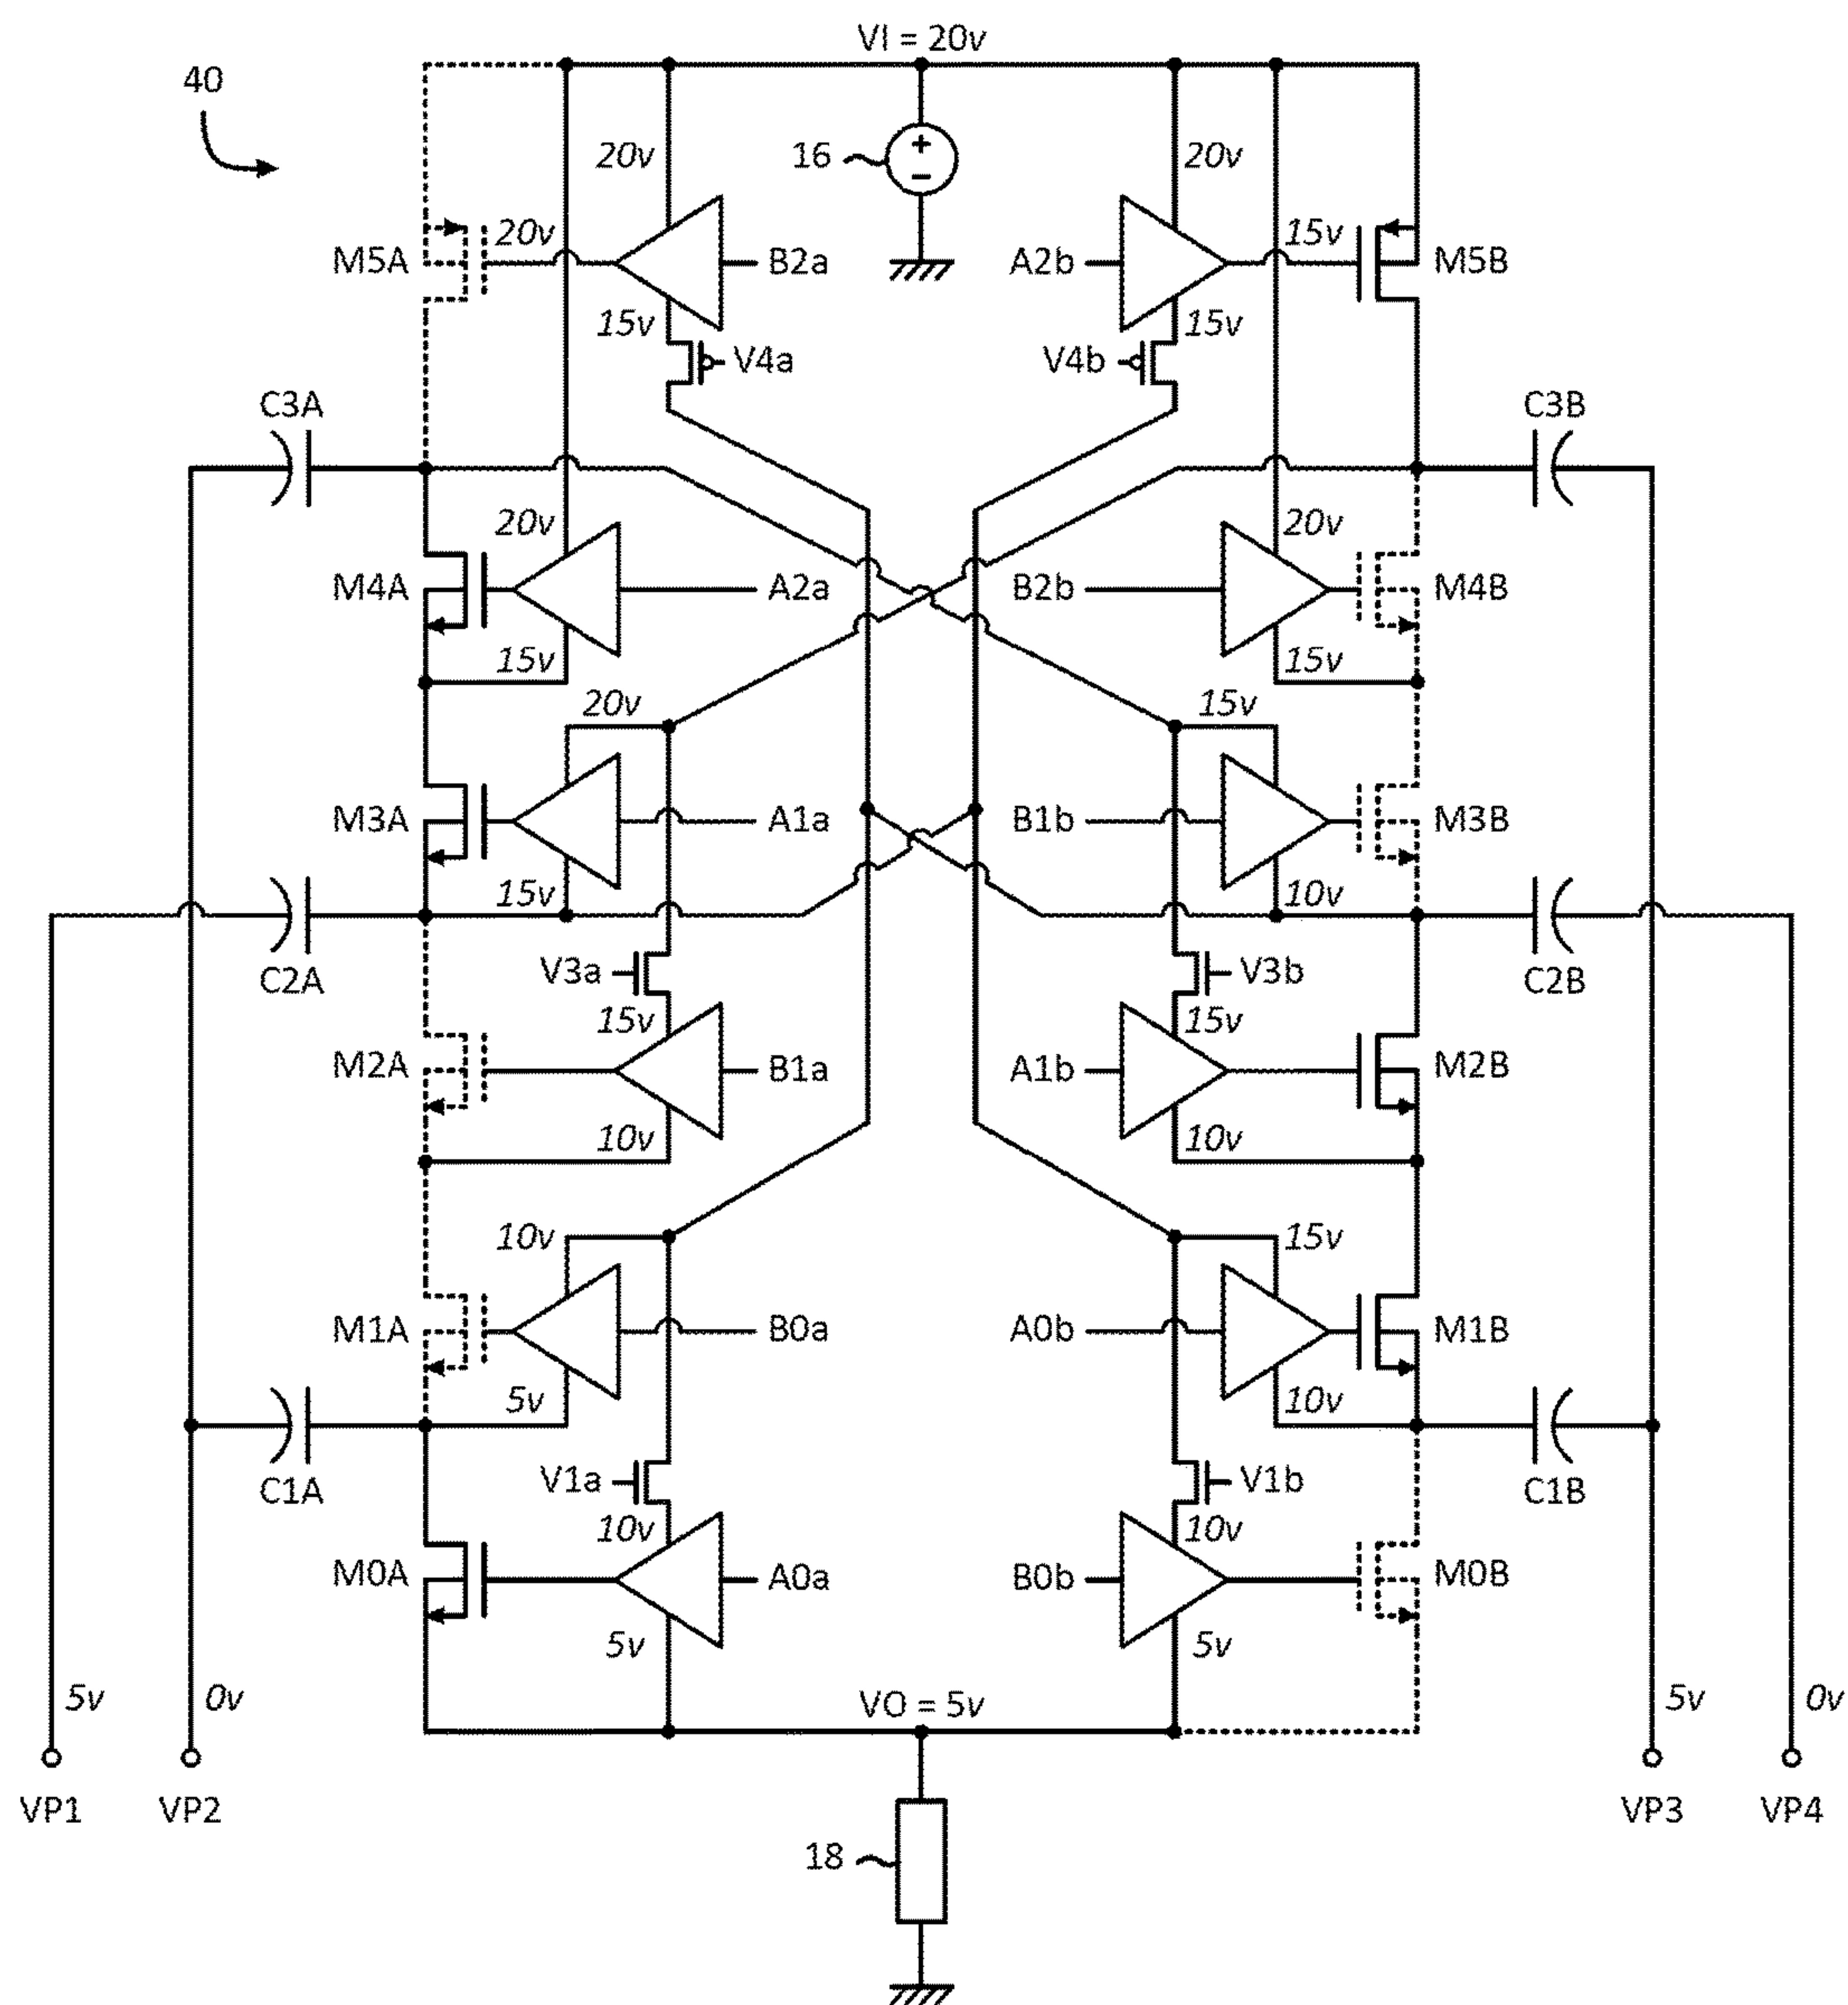 VI = 20v
40
20v
16
20v
M5A
20v
B2a
A2b
15v
M5B
15v
15v
V4a
V4b
C3A
C3B
20v
20v
M4A
A2a
B2b
M4B
15v
15v
20v
15v
M3A
A1a
B1b
M3B
15v
10v
C2A
V3a
V3b
C2B
15v
15v
M2A
B1a
A1b
M2B
10v
10v
10v
15v
M1A
B0a
A0b
M1B
5v
10v
C1A
V1a
V1b
C1B
10v
10v
M0A
A0a
B0b
M0B
5v
5v
5v
0v
VO = 5v
5v
0v
VP1
VP2
VP3
VP4
18